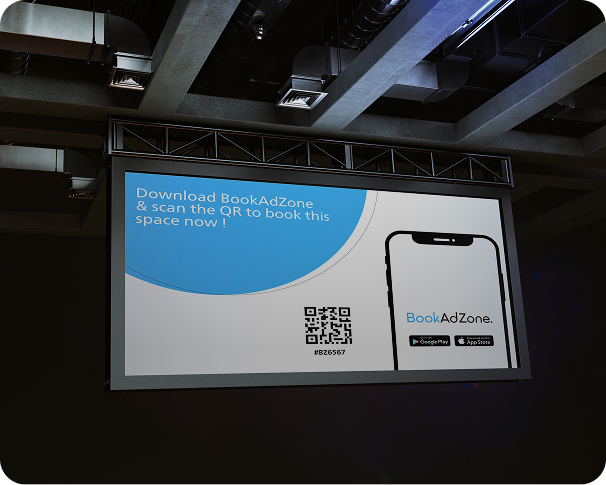 Download BookAdZone
& scan the QR to book this
space now !
#BZ6567
BookAdZone.
Google Play
App Store